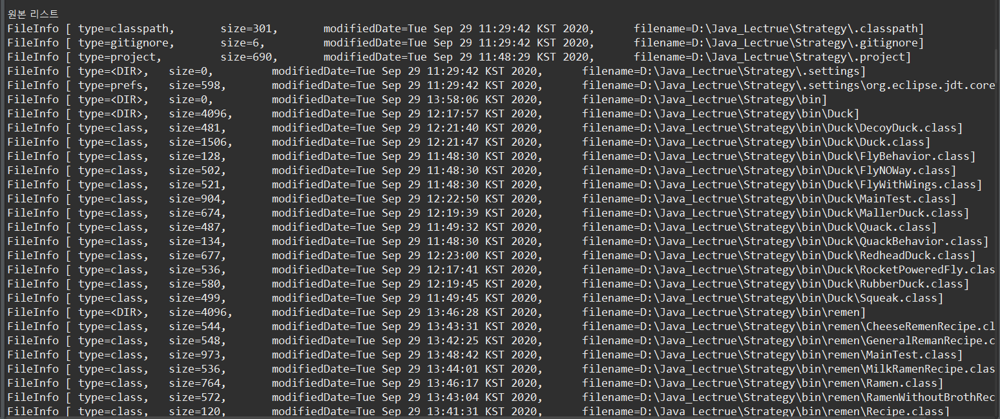 원본 리스트
FileInfo [ type=classpath, size=301, modifiedDate=Tue Sep 29 11:29:42 KST 2020, filename=D:\Java_Lectrue\Strategy\.classpath]
FileInfo [ type=gitignore, size=6, modifiedDate=Tue Sep 29 11:29:42 KST 2020, filename=D:\Java_Lectrue\Strategy\.gitignore]
FileInfo [ type=project, size=690, modifiedDate=Tue Sep 29 11:48:29 KST 2020, filename=D:\Java_Lectrue\Strategy\.project]
FileInfo [ type=<DIR>, size=0, modifiedDate=Tue Sep 29 11:29:42 KST 2020, filename=D:\Java_Lectrue\Strategy\.settings]
FileInfo [ type=prefs, size=598, modifiedDate=Tue Sep 29 11:29:42 KST 2020, filename=D:\Java_Lectrue\Strategy\.settings\org.eclipse.jdt.core
FileInfo [ type=<DIR>, size=0, modifiedDate=Tue Sep 29 13:58:06 KST 2020, filename=D:\Java_Lectrue\Strategy\bin]
FileInfo [ type=<DIR>, size=4096, modifiedDate=Tue Sep 29 12:17:57 KST 2020, filename=D:\Java_Lectrue\Strategy\bin\Duck]
FileInfo [ type=class, size=481, modifiedDate=Tue Sep 29 12:21:40 KST 2020, filename=D:\Java_Lectrue\Strategy\bin\Duck\DecoyDuck.class]
FileInfo [ type=class, size=1506, modifiedDate=Tue Sep 29 12:21:47 KST 2020, filename=D:\Java_Lectrue\Strategy\bin\Duck\Duck.class]
FileInfo [ type=class, size=128, modifiedDate=Tue Sep 29 11:48:30 KST 2020, filename=D:\Java_Lectrue\Strategy\bin\Duck\FlyBehavior.class]
FileInfo [ type=class, size=502, modifiedDate=Tue Sep 29 11:48:30 KST 2020, filename=D:\Java_Lectrue\Strategy\bin\Duck\FlyNOWay.class]
FileInfo [ type=class, size=521, modifiedDate=Tue Sep 29 11:48:30 KST 2020, filename=D:\Java_Lectrue\Strategy\bin\Duck\FlyWithWings.class]
FileInfo [ type=class, size=904, modifiedDate=Tue Sep 29 12:22:50 KST 2020, filename=D:\Java_Lectrue\Strategy\bin\Duck\MainTest.class]
FileInfo [ type=class, size=674, modifiedDate=Tue Sep 29 12:19:39 KST 2020, filename=D:\Java_Lectrue\Strategy\bin\Duck\MallerDuck.class]
FileInfo [ type=class, size=487, modifiedDate=Tue Sep 29 11:49:32 KST 2020, filename=D:\Java_Lectrue\Strategy\bin\Duck\Quack.class]
FileInfo [ type=class, size=134, modifiedDate=Tue Sep 29 11:48:30 KST 2020, filename=D:\Java_Lectrue\Strategy\bin\Duck\QuackBehavior.class]
FileInfo [ type=class, size=677, modifiedDate=Tue Sep 29 12:23:00 KST 2020, filename=D:\Java_Lectrue\Strategy\bin\Duck\RedheadDuck.class]
FileInfo [ type=class, size=536, modifiedDate=Tue Sep 29 12:17:41 KST 2020, filename=D:\Java_Lectrue\Strategy\bin\Duck\RocketPoweredFly.clas
FileInfo [ type=class, size=580, modifiedDate=Tue Sep 29 12:19:45 KST 2020, filename=D:\Java_Lectrue\Strategy\bin\Duck\RubberDuck.class]
FileInfo [ type=class, size=499, modifiedDate=Tue Sep 29 11:49:45 KST 2020, filename=D:\Java_Lectrue\Strategy\bin\Duck\Squeak.class]
FileInfo [ type=<DIR>, size=4096, modifiedDate=Tue Sep 29 13:46:28 KST 2020, filename=D:\Java_Lectrue\Strategy\bin\remen]
FileInfo [ type=class, size=544, modifiedDate=Tue Sep 29 13:43:31 KST 2020, filename=D:\Java_Lectrue\Strategy\bin\remen\CheeseRemenRecipe.cl
FileInfo [ type=class, size=548, modifiedDate=Tue Sep 29 13:42:25 KST 2020, filename=D:\Java_Lectrue\Strategy\bin\remen\GeneralRemanRecipe.c
FileInfo [ type=class, size=973, modifiedDate=Tue Sep 29 13:48:42 KST 2020, filename=D:\Java_Lectrue\Strategy\bin\remen\MainTest.class]
FileInfo [ type=class, size=536, modifiedDate=Tue Sep 29 13:44:01 KST 2020, filename=D:\Java_Lectrue\Strategy\bin\remen\MilkRamenRecipe.clas
FileInfo [ type=class, size=764, modifiedDate=Tue Sep 29 13:46:17 KST 2020, filename=D:\Java_Lectrue\Strategy\bin\remen\Ramen.class]
FileInfo [ type=class, size=572, modifiedDate=Tue Sep 29 13:43:04 KST 2020, filename=D:\Java_Lectrue\Strategy\bin\remen\RamenWithoutBrothRec
FileInfo [ type=class, size=120, modifiedDate=Tue Sep 29 13:41:31 KST 2020, filename=D:\Java_Lectrue\Strategy\bin\remen\Recipe.class]